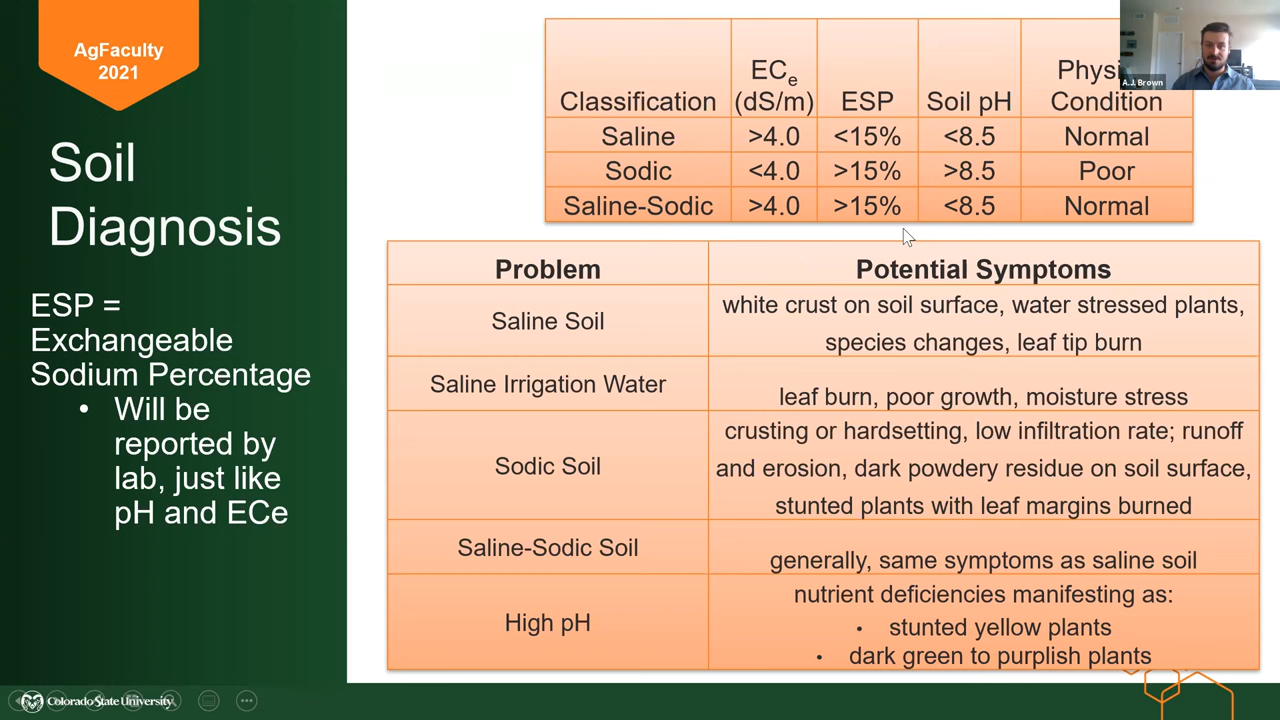 AgFaculty
2021
Soil
Diagnosis
ESP =
Exchangeable
Sodium Percentage
• Will be
reported by
lab, just like
pH and ECe
Classification ECe (dS/m) ESP Soil pH Physi Condition
Saline >4.0 <15% <8.5 Normal
Sodic <4.0 >15% >8.5 Poor
Saline-Sodic >4.0 >15% <8.5 Normal
A.J. Brown
Problem Potential Symptoms
Saline Soil
white crust on soil surface, water stressed plants,
species changes, leaf tip burn
Saline Irrigation Water
leaf burn, poor growth, moisture stress
Sodic Soil
crusting or hardsetting, low infiltration rate; runoff
and erosion, dark powdery residue on soil surface,
stunted plants with leaf margins burned
Saline-Sodic Soil
generally, same symptoms as saline soil
High pH
nutrient deficiencies manifesting as:
• stunted yellow plants
• dark green to purplish plants
Colorado State University